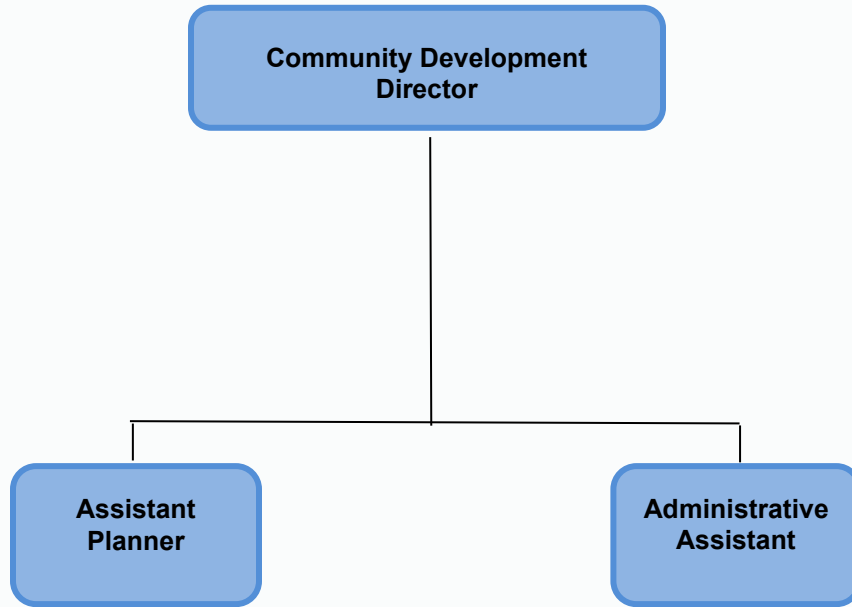 Community Development
Director
Assistant
Planner
Administrative
Assistant